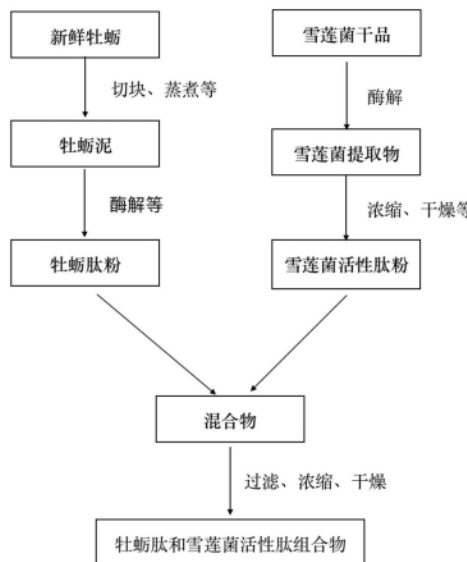 新鲜牡蛎
雪莲菌干品
切块、蒸煮等
酶解
牡蛎泥
雪莲菌提取物
酶解等
浓缩、干燥等
牡蛎肽粉
雪莲菌活性肽粉
混合物
过滤、浓缩、干燥
牡蛎肽和雪莲菌活性肽组合物